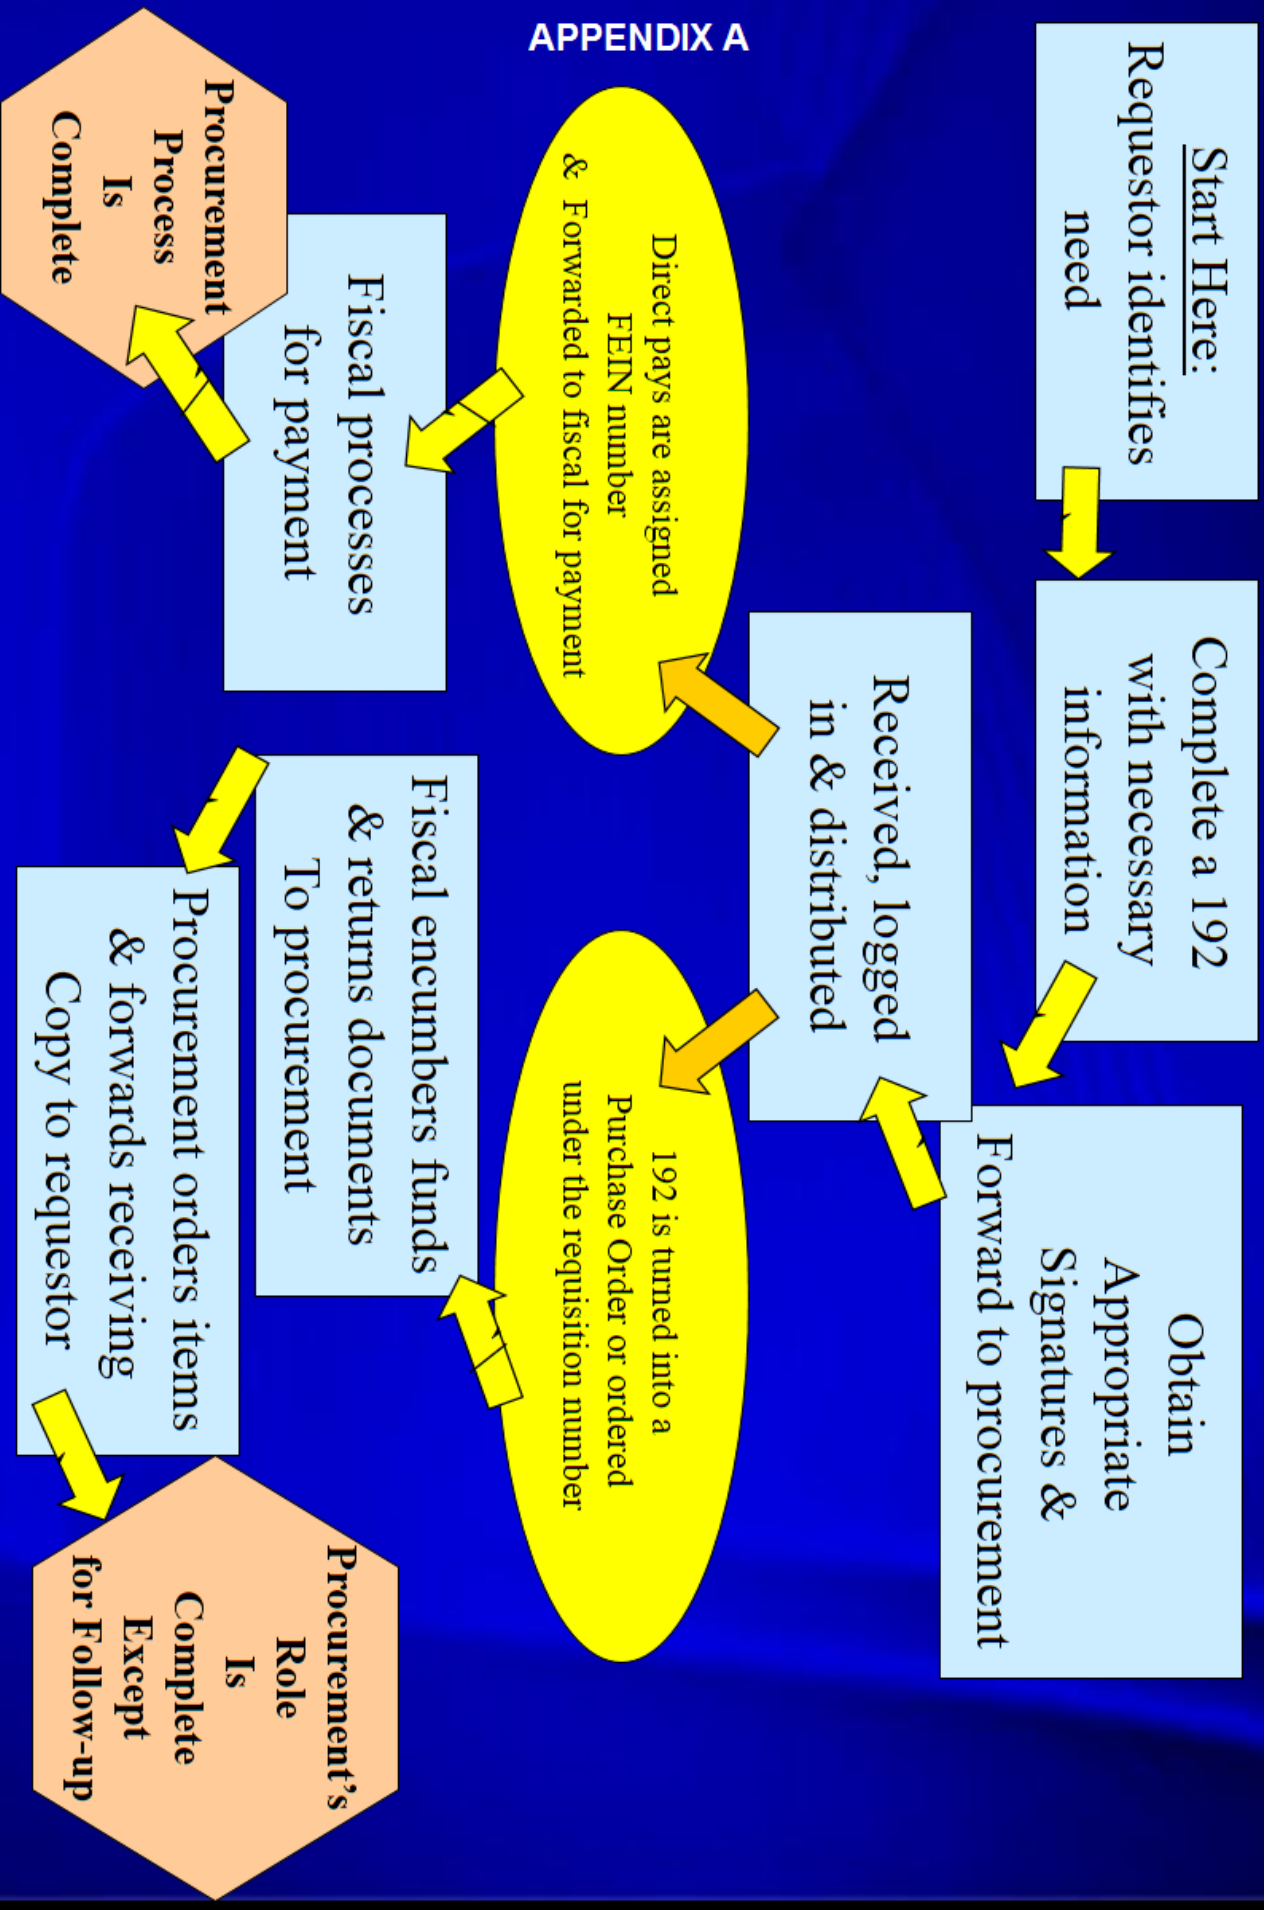 APPENDIX A
Start Here:
Requestor identifies
need
Complete a 192
with necessary
information
Obtain
Appropriate
Signatures &
Forward to procurement
Received, logged
in & distributed
Direct pays are assigned
FEIN number
& Forwarded to fiscal for payment
192 is turned into a
Purchase Order or ordered
under the requisition number
Fiscal processes
for payment
Fiscal encumbers funds
& returns documents
To procurement
Procurement
Process
Is
Complete
Procurement orders items
& forwards receiving
Copy to requestor
Procurement's
Role
Is
Complete
Except
for Follow-up